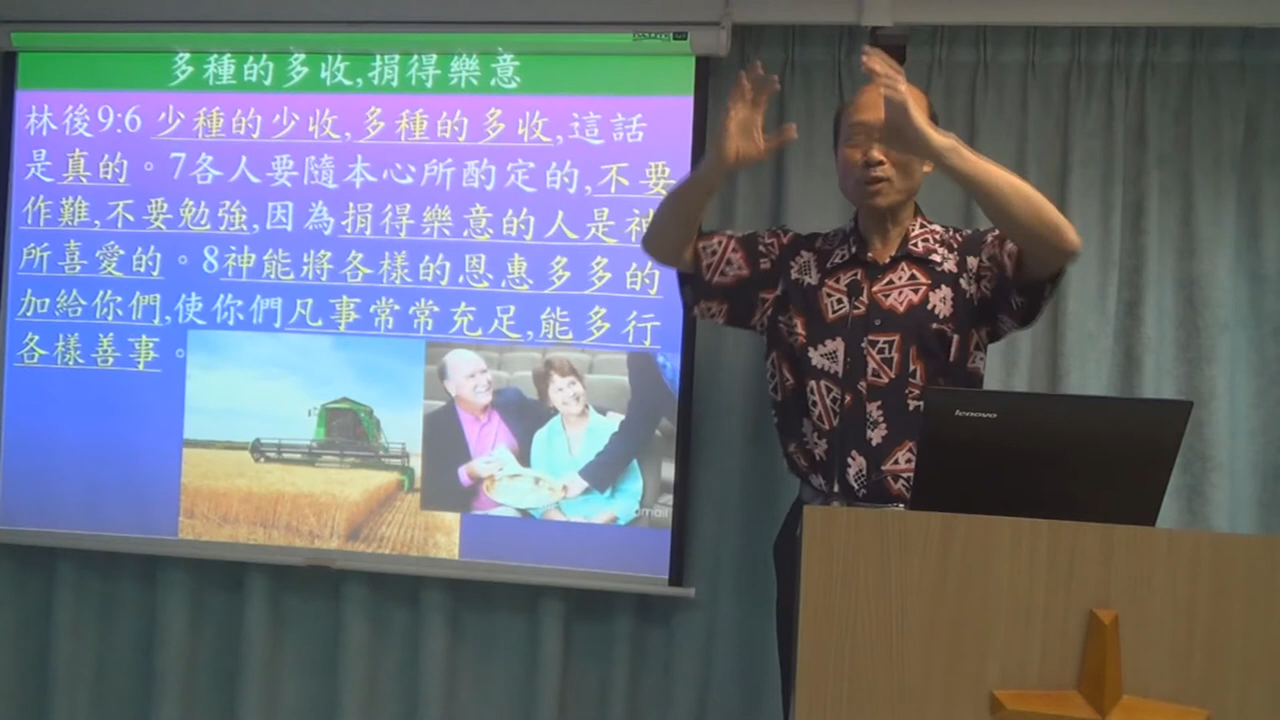 多種的多收,捐得樂意
林後9:6 少種的少收,多種的多收,這話
是真的。7各人要隨本心所酌定的,不要
作難,不要勉強,因為捐得樂意的人是神
所喜愛的。8神能將各樣的恩惠多多的
加給你們,使你們凡事常常充足,能多行
各樣善事。
lenovo